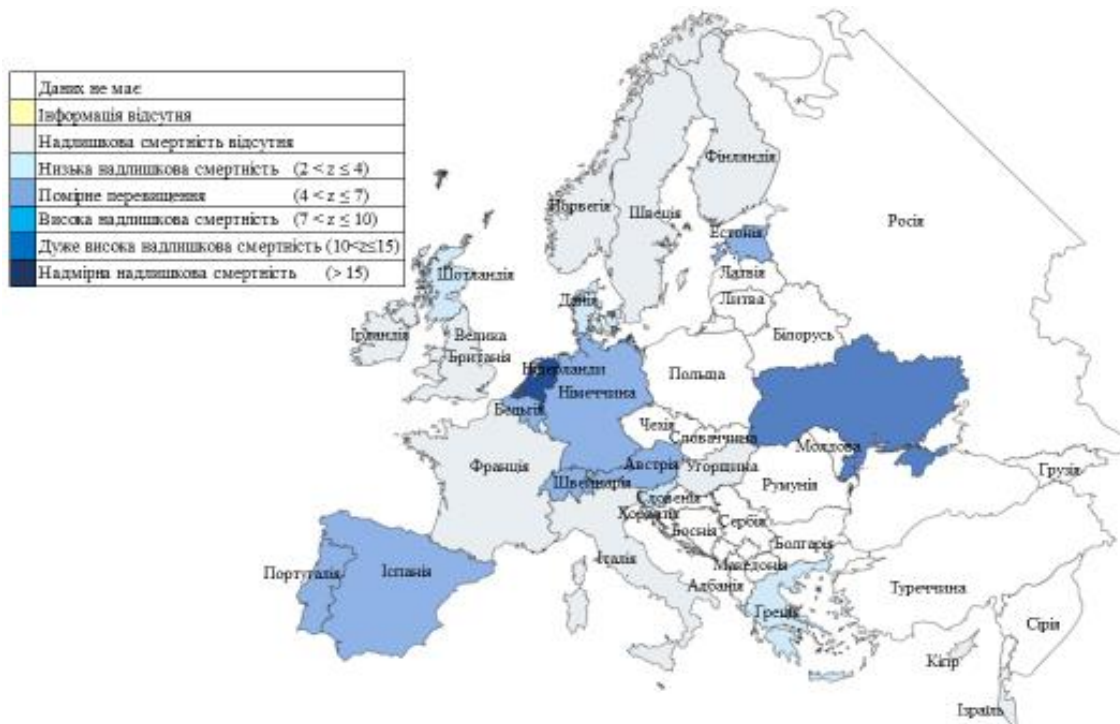 Даних не має
Інформація відсутня
Надлишкова смертність відсутня
Низька надлишкова смертність (2 < z ≤ 4)
Помірне перевищення (4 < z ≤ 7)
Висока надлишкова смертність (7 < z ≤ 10)
Дуже висока надлишкова смертність (10<z≤15)
Надмірна надлишкова смертність (> 15)
Фінляндія
Норвегія
Швеція
Росія
Естонія
Латвія
Шотландія
Данія
Литва
Ірландія
Велика
Британія
Білорусь
Нідерланди
Польща
Німеччина
Бельгія
Чехія
Словаччина
Молдова
Франція
Австрія
Угорщина
Грузія
Швейцарія
Румунія
Словенія
Хорватія
Сербія
Боснія
Болгарія
Італія
Македонія
Португалія
Іспанія
Албанія
Туреччина
Греція
Сірія
Кіпр
Ізраїль